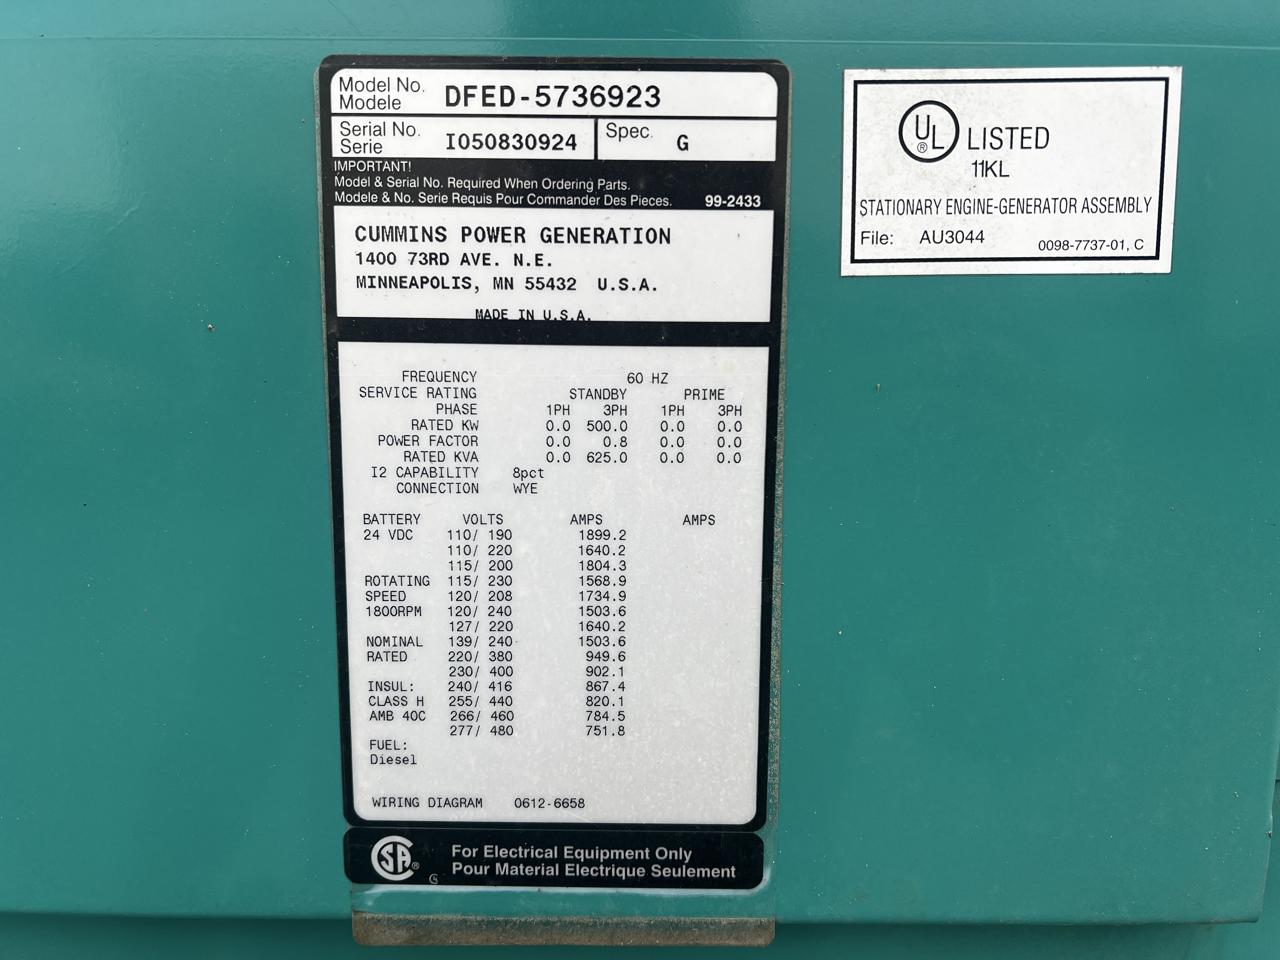 Model No. DFED-5736923
Modele
Serial No. I050830924 Spec. G
Serie
IMPORTANT!
Model & Serial No. Required When Ordering Parts.
Modele & No. Serie Requis Pour Commander Des Pieces. 99-2433
CUMMINS POWER GENERATION
1400 73RD AVE. N.E.
MINNEAPOLIS, MN 55432 U.S.A.
MADE IN U.S.A.
FREQUENCY 60 HZ
SERVICE RATING STANDBY PRIME
PHASE 1PH 3PH 1PH 3PH
RATED KW 0.0 500.0 0.0 0.0
POWER FACTOR 0.0 0.8 0.0 0.0
RATED KVA 0.0 625.0 0.0 0.0
I2 CAPABILITY 8pct
CONNECTION WYE
BATTERY VOLTS AMPS AMPS
24 VDC 110/ 190 1899.2
110/ 220 1640.2
115/ 200 1804.3
ROTATING 115/ 230 1568.9
SPEED 120/ 208 1734.9
1800RPM 120/ 240 1503.6
127/ 220 1640.2
NOMINAL 139/ 240 1503.6
RATED 220/ 380 949.6
230/ 400 902.1
INSUL: 240/ 416 867.4
CLASS H 255/ 440 820.1
AMB 40C 266/ 460 784.5
277/ 480 751.8
FUEL:
Diesel
WIRING DIAGRAM 0612-6658
CSA ®
For Electrical Equipment Only
Pour Material Electrique Seulement
UL ® LISTED
11KL
STATIONARY ENGINE-GENERATOR ASSEMBLY
File: AU3044 0098-7737-01, C